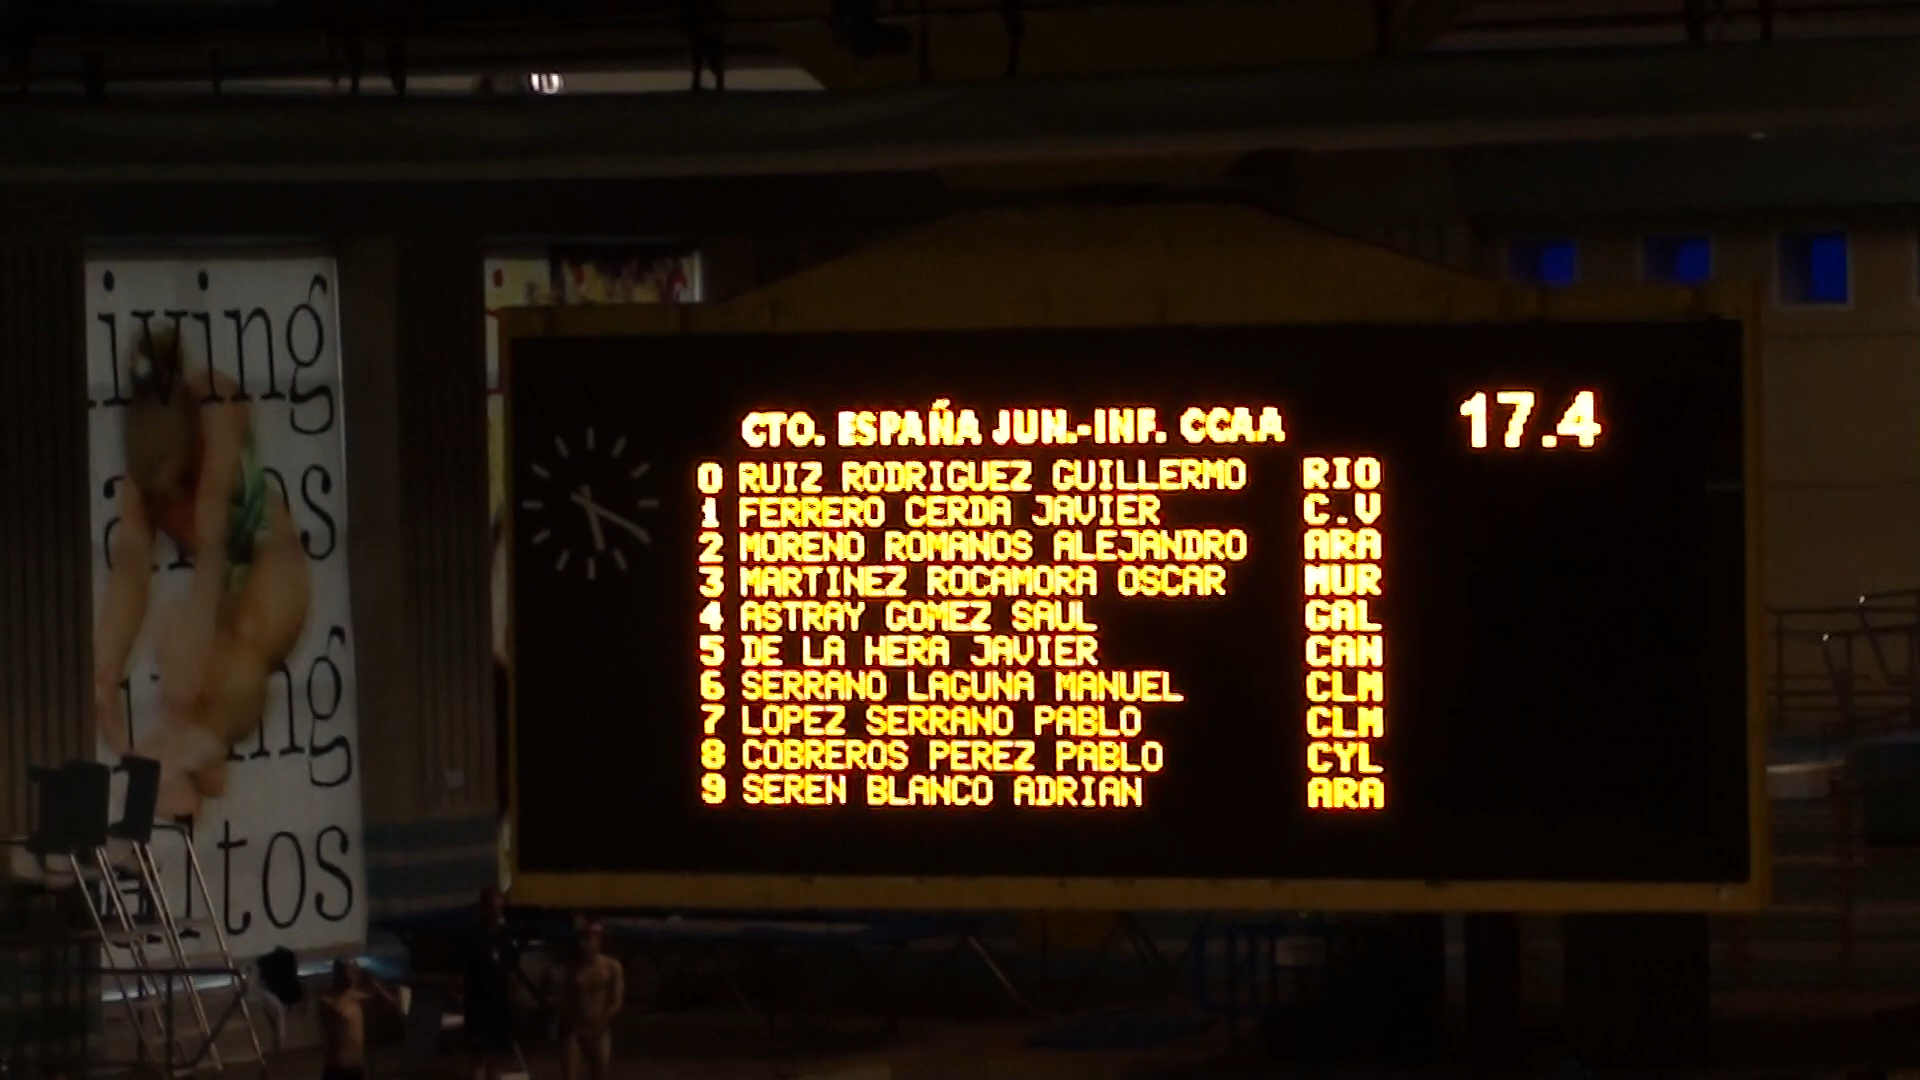 iving
CTO. ESPAÑA JUN.-INF. CCAA 17.4
0 RUIZ RODRIGUEZ GUILLERMO RIO
1 FERRERO CERDA JAVIER C.V
2 MORENO ROMANOS ALEJANDRO ARA
3 MARTINEZ ROCAMORA OSCAR MUR
4 ASTRAY GOMEZ SAUL GAL
5 DE LA HERA JAVIER CAN
6 SERRANO LAGUNA MANUEL CLM
7 LOPEZ SERRANO PABLO CLM
8 COBREROS PEREZ PABLO CYL
9 SEREN BLANCO ADRIAN ARA